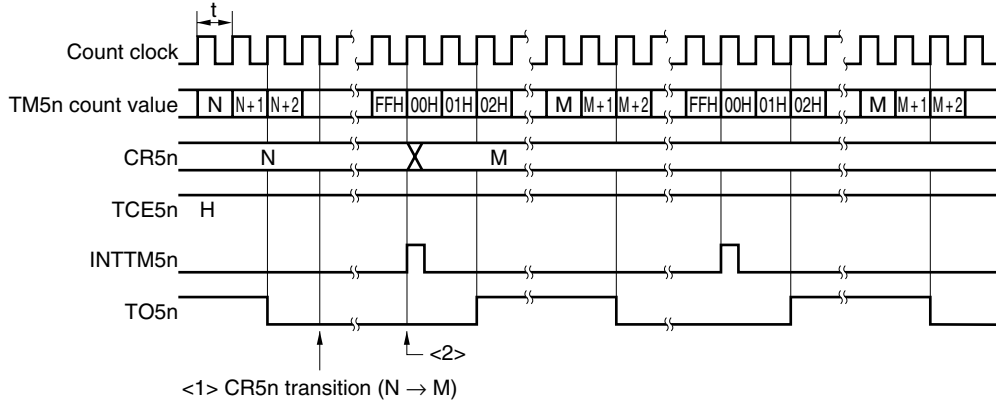 t
Count clock
TM5n count value N N+1 N+2 FFH 00H 01H 02H M M+1 M+2 FFH 00H 01H 02H M M+1 M+2
CR5n N M
TCE5n H
INTTM5n
TO5n
<2>
<1> CR5n transition (N → M)